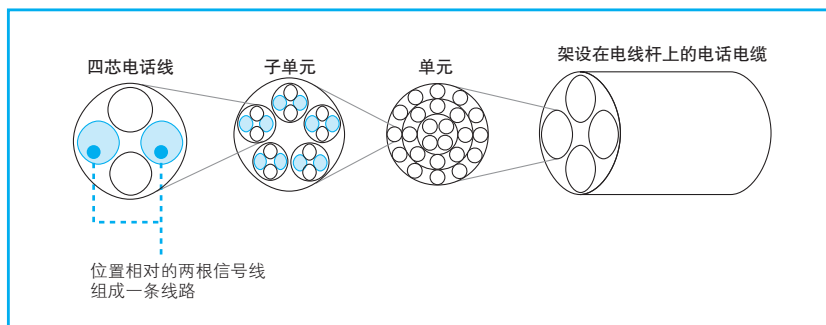 四芯电话线
子单元
单元
架设在电线杆上的电话电缆
位置相对的两根信号线
组成一条线路